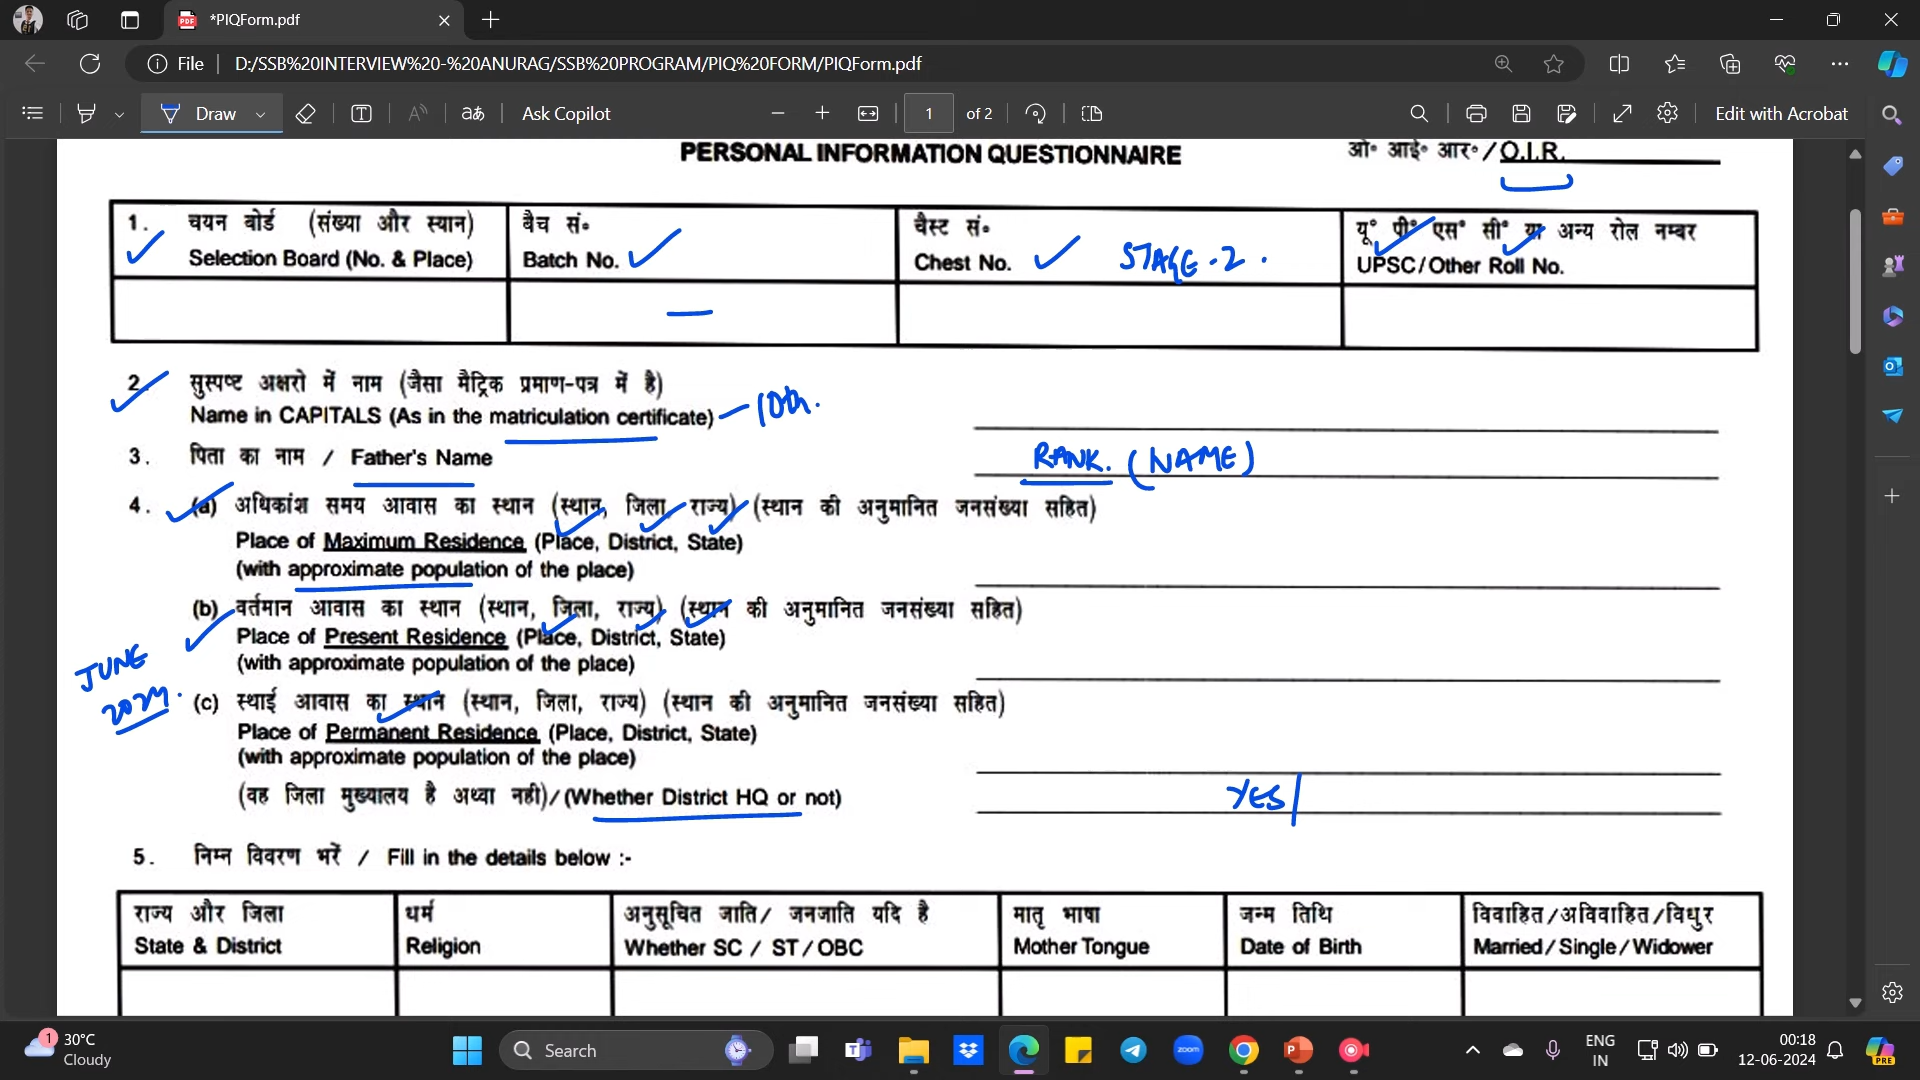 *PIQForm.pdf
File
D:/SSB%20INTERVIEW%20-%20ANURAG/SSB%20PROGRAM/PIQ%20FORM/PIQForm.pdf
Draw
Ask Copilot
1 of 2
Edit with Acrobat
PERSONAL INFORMATION QUESTIONNAIRE
ओ॰ आई॰ आर॰/O.I.R.
1. चयन बोर्ड (संख्या और स्थान)
Selection Board (No. & Place)
बैच सं॰
Batch No.
चैस्ट सं॰
Chest No.
STAGE-2.
यू॰ पी॰ एस॰ सी॰ या अन्य रोल नम्बर
UPSC/Other Roll No.
2. सुस्पष्ट अक्षरो में नाम (जैसा मैट्रिक प्रमाण-पत्र में है)
Name in CAPITALS (As in the matriculation certificate) – 10th.
3. पिता का नाम / Father's Name
RANK. (NAME)
4. (a) अधिकांश समय आवास का स्थान (स्थान, जिला, राज्य) (स्थान की अनुमानित जनसंख्या सहित)
Place of Maximum Residence (Place, District, State)
(with approximate population of the place)
(b) वर्तमान आवास का स्थान (स्थान, जिला, राज्य) (स्थान की अनुमानित जनसंख्या सहित)
Place of Present Residence (Place, District, State)
(with approximate population of the place)
JUNE
2024.
(c) स्थाई आवास का स्थान (स्थान, जिला, राज्य) (स्थान की अनुमानित जनसंख्या सहित)
Place of Permanent Residence (Place, District, State)
(with approximate population of the place)
(वह जिला मुख्यालय है अथ्वा नही)/(Whether District HQ or not)
YES/
5. निम्न विवरण भरें / Fill in the details below :-
राज्य और जिला
State & District
धर्म
Religion
अनुसूचित जाति/ जनजाति यदि है
Whether SC / ST/OBC
मातृ भाषा
Mother Tongue
जन्म तिथि
Date of Birth
विवाहित/अविवाहित/विधुर
Married/Single/Widower
1
30°C
Cloudy
Search
zoom
ENG
IN
00:18
12-06-2024
PRE